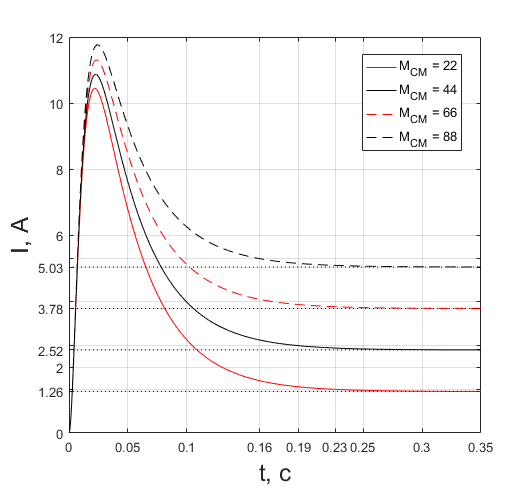 12
10
8
6
5.03
3.78
2.52
2
1.26
0
I, A
M_CM = 22
M_CM = 44
M_CM = 66
M_CM = 88
0 0.05 0.1 0.16 0.19 0.23 0.25 0.3 0.35
t, c